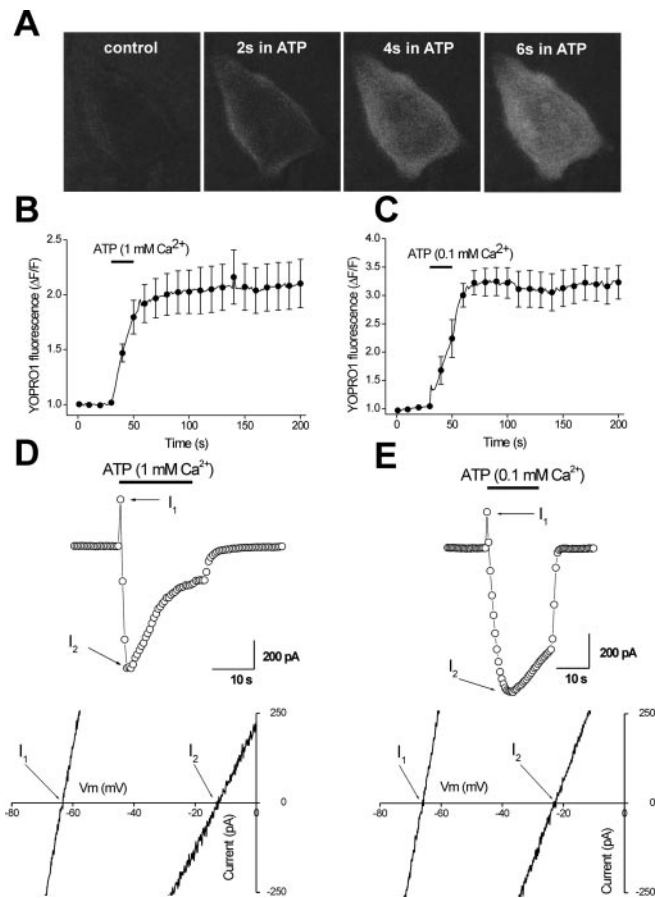 A
control
2s in ATP
4s in ATP
6s in ATP
B
ATP (1 mM Ca²⁺)
YOPRO1 fluorescence (ΔF/F)
2.5
2.0
1.5
1.0
0
50
100
150
200
Time (s)
C
ATP (0.1 mM Ca²⁺)
YOPRO1 fluorescence (ΔF/F)
4.0
3.5
3.0
2.5
2.0
1.5
1.0
0
50
100
150
200
Time (s)
D
ATP (1 mM Ca²⁺)
I₁
I₂
200 pA
10 s
250
I₁
I₂
Vm (mV)
0
-80
-60
-40
-20
0
Current (pA)
-250
E
ATP (0.1 mM Ca²⁺)
I₁
I₂
200 pA
10 s
250
I₁
I₂
Vm (mV)
0
-80
-60
-40
-20
Current (pA)
-250